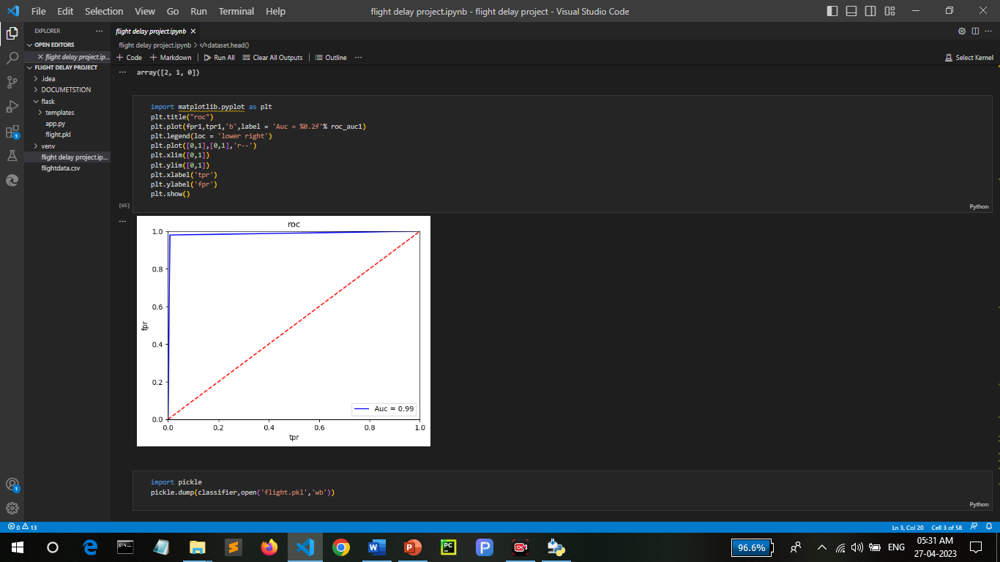 File Edit Selection View Go Run Terminal Help
flight delay project.ipynb - flight delay project - Visual Studio Code
EXPLORER
OPEN EDITORS
flight delay project.ip...
FLIGHT DELAY PROJECT
.idea
DOCUMETSTION
flask
templates
app.py
flight.pkl
venv
flight delay project.ip...
flightdata.csv
1
1
flight delay project.ipynb
flight delay project.ipynb > dataset.head()
+ Code + Markdown Run All Clear All Outputs Outline ...
Select Kernel
array([2, 1, 0])
import matplotlib.pyplot as plt
plt.title("roc")
plt.plot(fpr1,tpr1,'b',label = 'Auc = %0.2f'% roc_auc1)
plt.legend(loc = 'lower right')
plt.plot([0,1],[0,1],'r--')
plt.xlim([0,1])
plt.ylim([0,1])
plt.xlabel('tpr')
plt.ylabel('fpr')
plt.show()
[65]
Python
roc
1.0
0.8
0.6
0.4
0.2
0.0
fpr
Auc = 0.99
0.0 0.2 0.4 0.6 0.8 1.0
tpr
import pickle
pickle.dump(classifier,open('flight.pkl','wb'))
Python
0 13
Ln 3, Col 20 Cell 3 of 58
96.6%
ENG
05:31 AM
27-04-2023